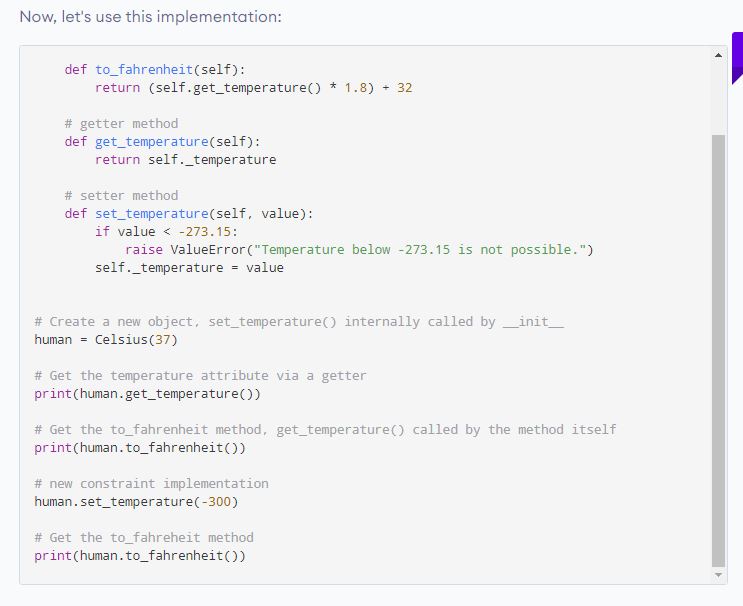 Now, let's use this implementation:
def to_fahrenheit(self):
return (self.get_temperature() * 1.8) + 32
# getter method
def get_temperature(self):
return self._temperature
# setter method
def set_temperature(self, value):
if value < -273.15:
raise ValueError("Temperature below -273.15 is not possible.")
self._temperature = value
# Create a new object, set_temperature() internally called by __init__
human = Celsius(37)
# Get the temperature attribute via a getter
print(human.get_temperature())
# Get the to_fahrenheit method, get_temperature() called by the method itself
print(human.to_fahrenheit())
# new constraint implementation
human.set_temperature(-300)
# Get the to_fahreheit method
print(human.to_fahrenheit())